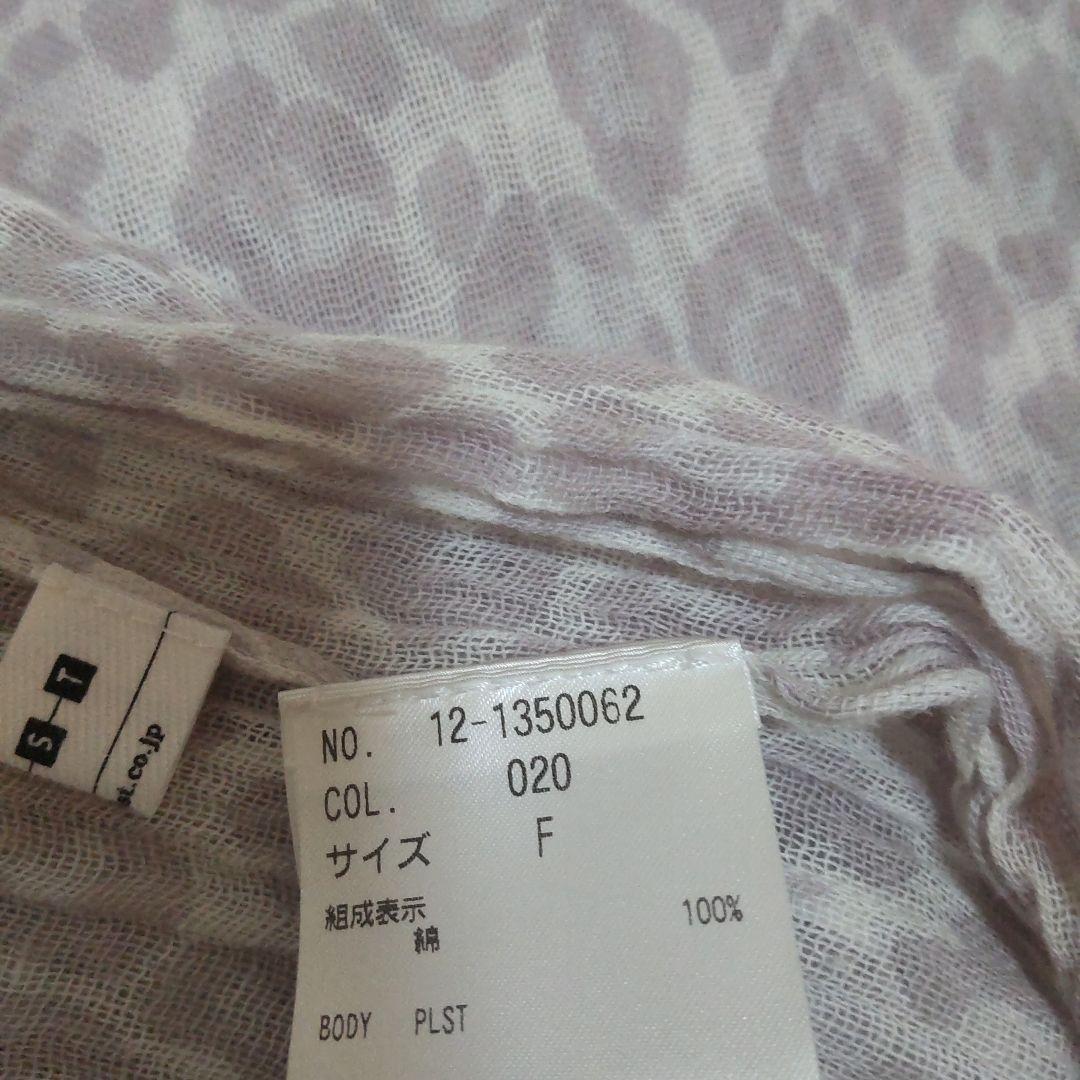 T
S
st.co.jp
NO. 12-1350062
COL. 020
サイズ F
組成表示
綿 100%
BODY PLST